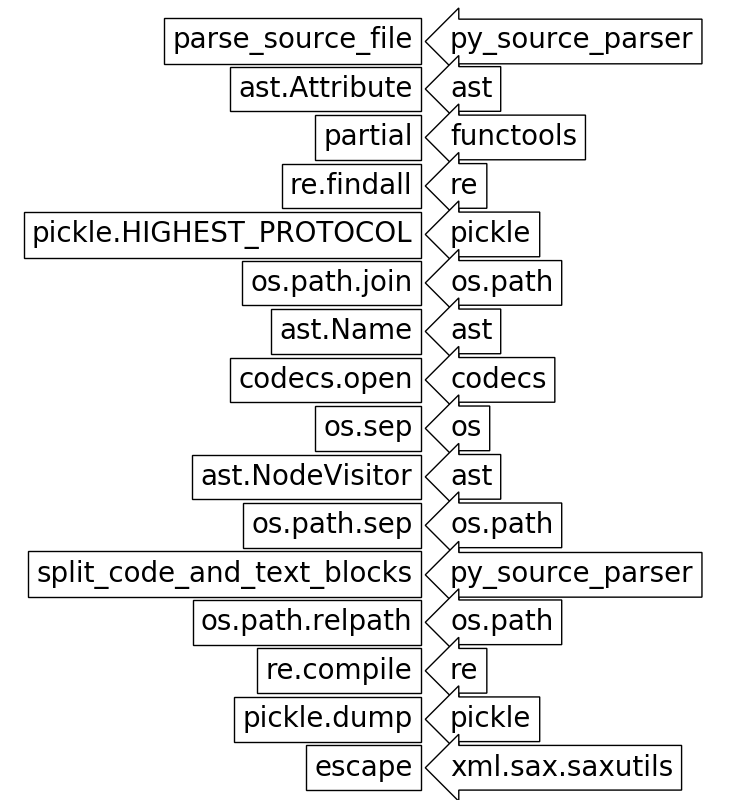 parse_source_file py_source_parser
ast.Attribute ast
partial functools
re.findall re
pickle.HIGHEST_PROTOCOL pickle
os.path.join os.path
ast.Name ast
codecs.open codecs
os.sep os
ast.NodeVisitor ast
os.path.sep os.path
split_code_and_text_blocks py_source_parser
os.path.relpath os.path
re.compile re
pickle.dump pickle
escape xml.sax.saxutils